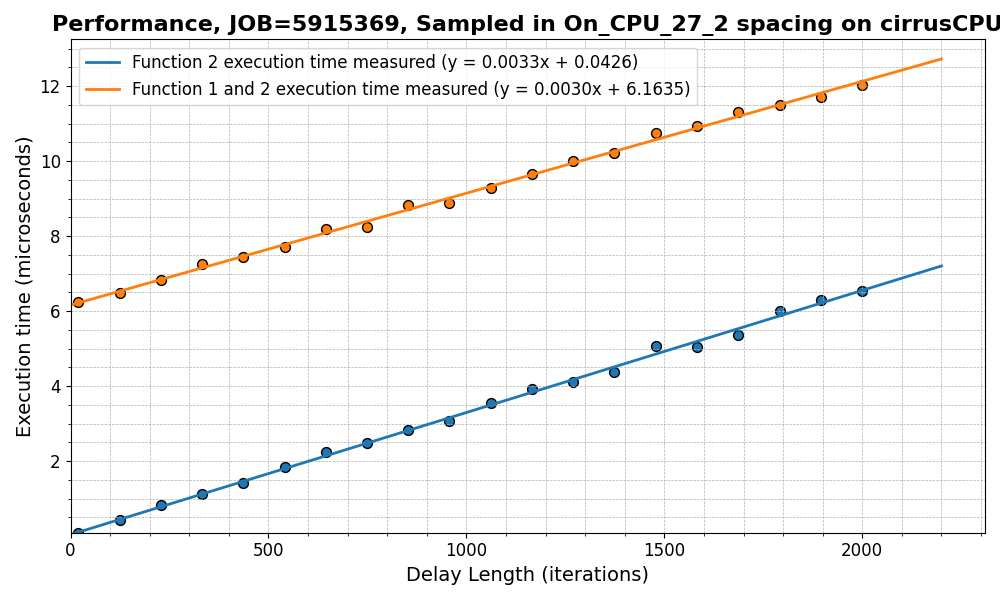 Performance, JOB=5915369, Sampled in On_CPU_27_2 spacing on cirrusCPU
Function 2 execution time measured (y = 0.0033x + 0.0426)
Function 1 and 2 execution time measured (y = 0.0030x + 6.1635)
Execution time (microseconds)
12
10
8
6
4
2
0 500 1000 1500 2000
Delay Length (iterations)